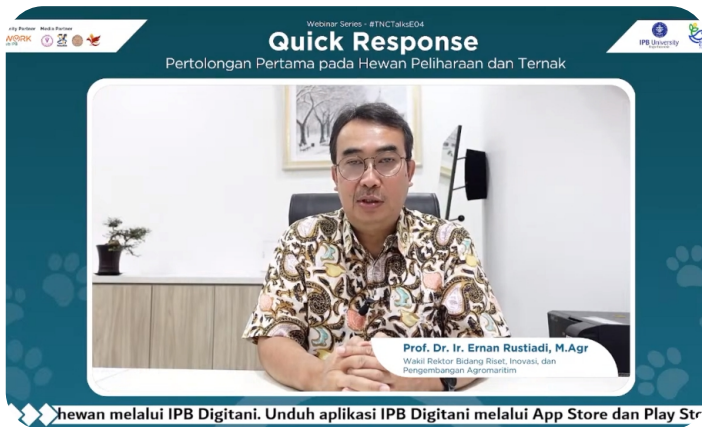 Webinar Series - #TNCTalksE04
Media Partner
Quick Response
IPB University
Pertolongan Pertama pada Hewan Peliharaan dan Ternak
Prof. Dr. Ir. Ernan Rustiadi, M.Agr
Wakil Rektor Bidang Riset, Inovasi, dan
Pengembangan Agromaritim
hewan melalui IPB Digitani. Unduh aplikasi IPB Digitani melalui App Store dan Play